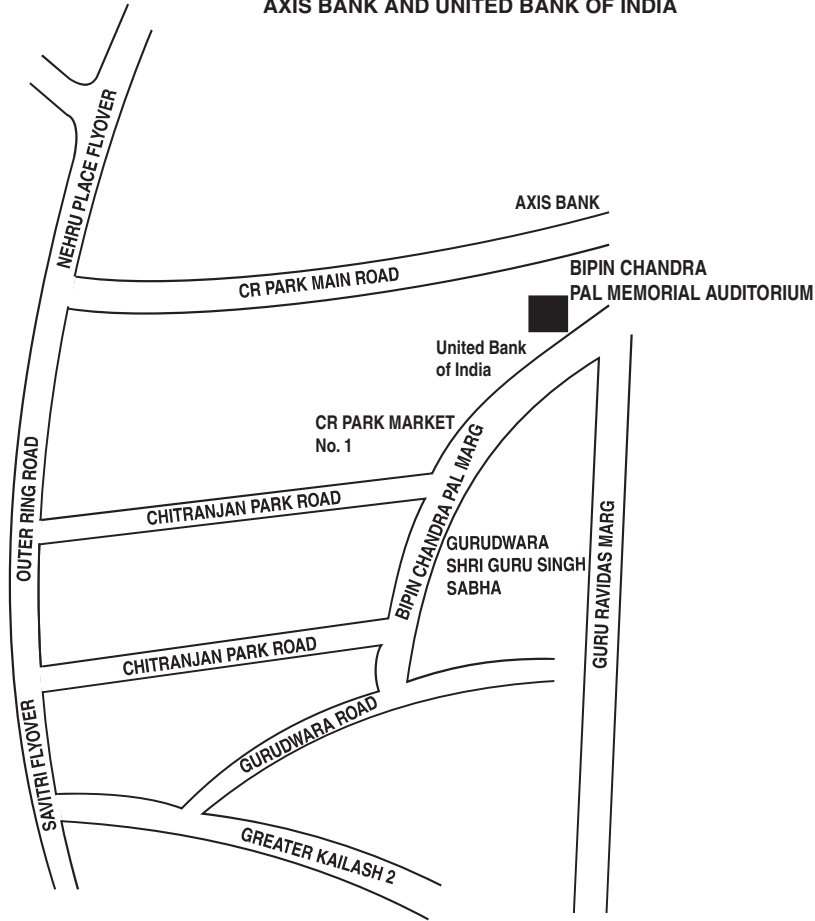 AXIS BANK AND UNITED BANK OF INDIA
NEHRU PLACE FLYOVER
AXIS BANK
CR PARK MAIN ROAD
BIPIN CHANDRA
PAL MEMORIAL AUDITORIUM
United Bank
of India
CR PARK MARKET
No. 1
OUTER RING ROAD
CHITRANJAN PARK ROAD
BIPIN CHANDRA PAL MARG
GURUDWARA
SHRI GURU SINGH
SABHA
GURU RAVIDAS MARG
CHITRANJAN PARK ROAD
SAVITRI FLYOVER
GURUDWARA ROAD
GREATER KAILASH 2